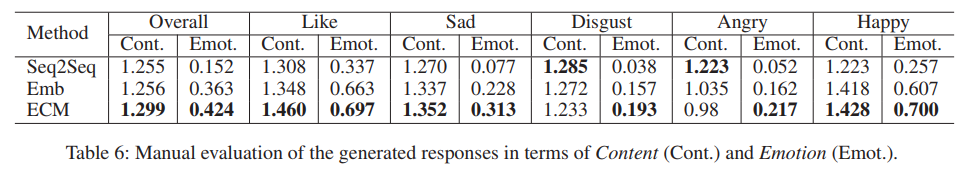 Method Overall Like Sad Disgust Angry Happy
Cont. Emot. Cont. Emot. Cont. Emot. Cont. Emot. Cont. Emot. Cont. Emot.
Seq2Seq 1.255 0.152 1.308 0.337 1.270 0.077 1.285 0.038 1.223 0.052 1.223 0.257
Emb 1.256 0.363 1.348 0.663 1.337 0.228 1.272 0.157 1.035 0.162 1.418 0.607
ECM 1.299 0.424 1.460 0.697 1.352 0.313 1.233 0.193 0.98 0.217 1.428 0.700
Table 6: Manual evaluation of the generated responses in terms of Content (Cont.) and Emotion (Emot.).